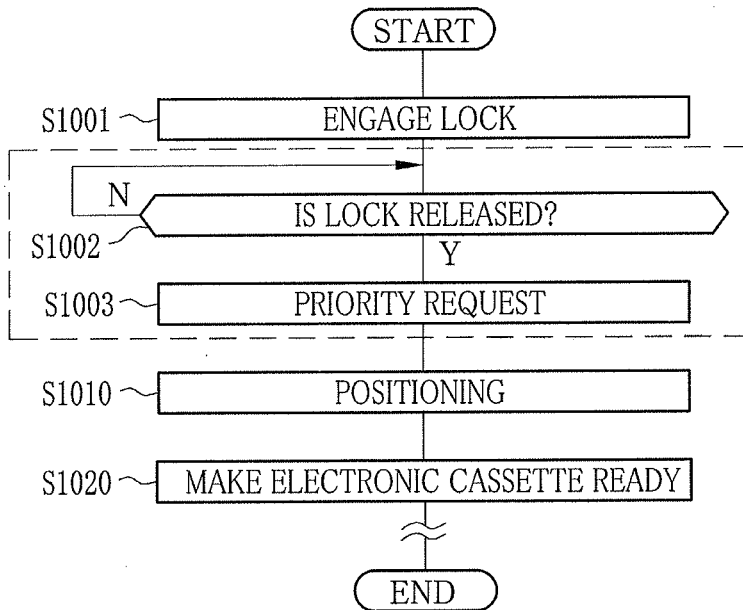 START
S1001 ENGAGE LOCK
N
IS LOCK RELEASED?
S1002
Y
S1003 PRIORITY REQUEST
S1010 POSITIONING
S1020 MAKE ELECTRONIC CASSETTE READY
END